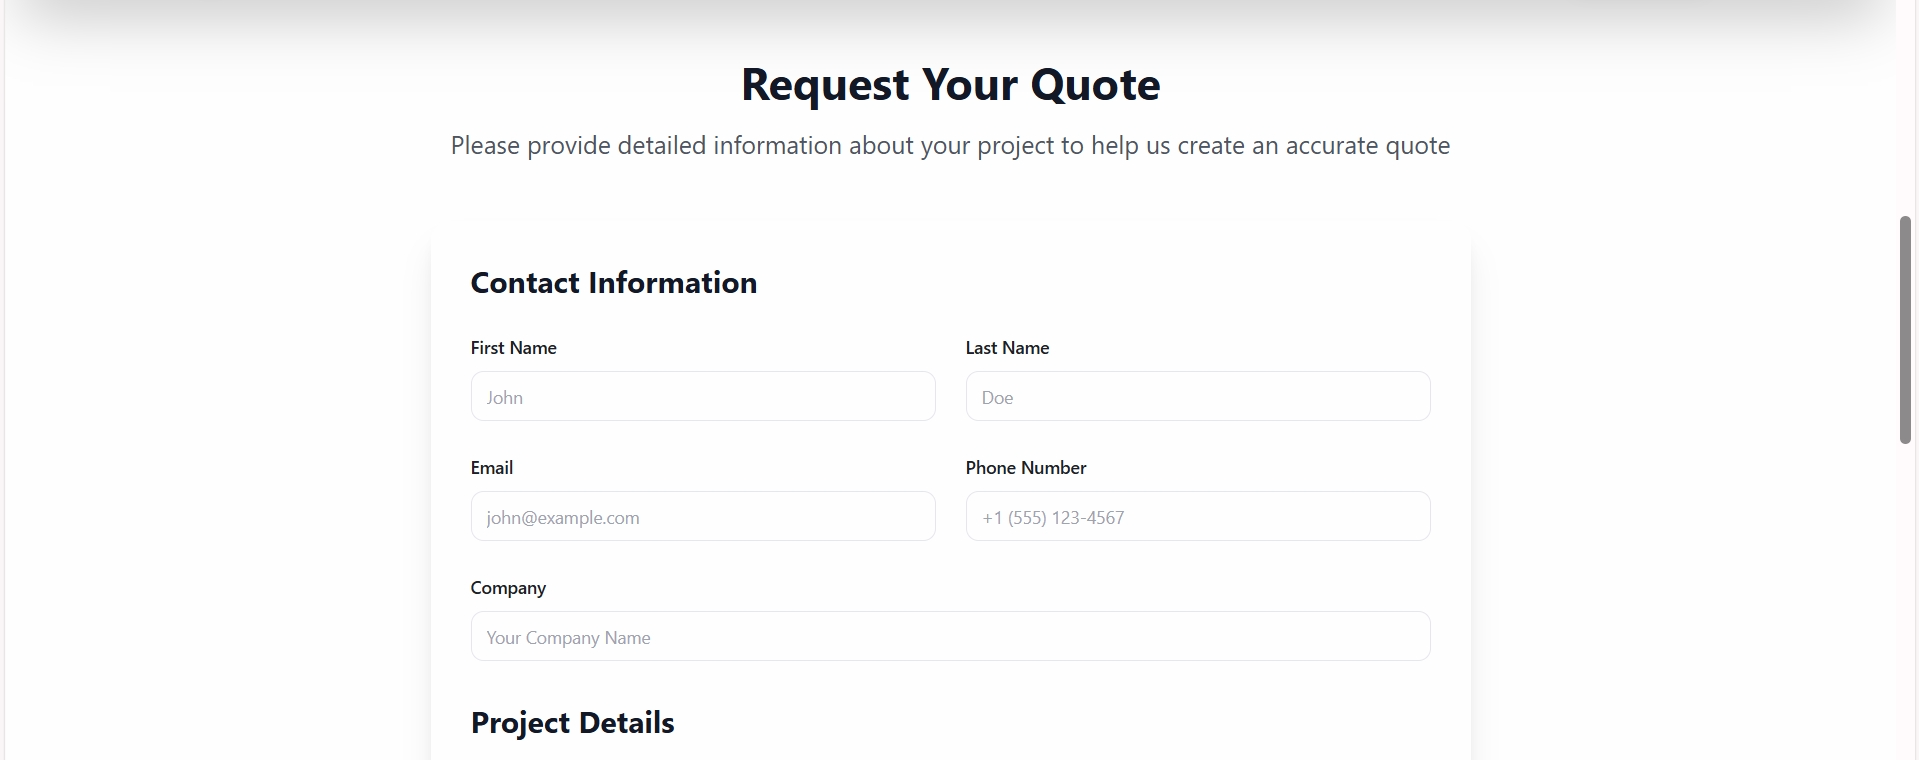 Request Your Quote
Please provide detailed information about your project to help us create an accurate quote
Contact Information
First Name
Last Name
John
Doe
Email
Phone Number
john@example.com
+1 (555) 123-4567
Company
Your Company Name
Project Details